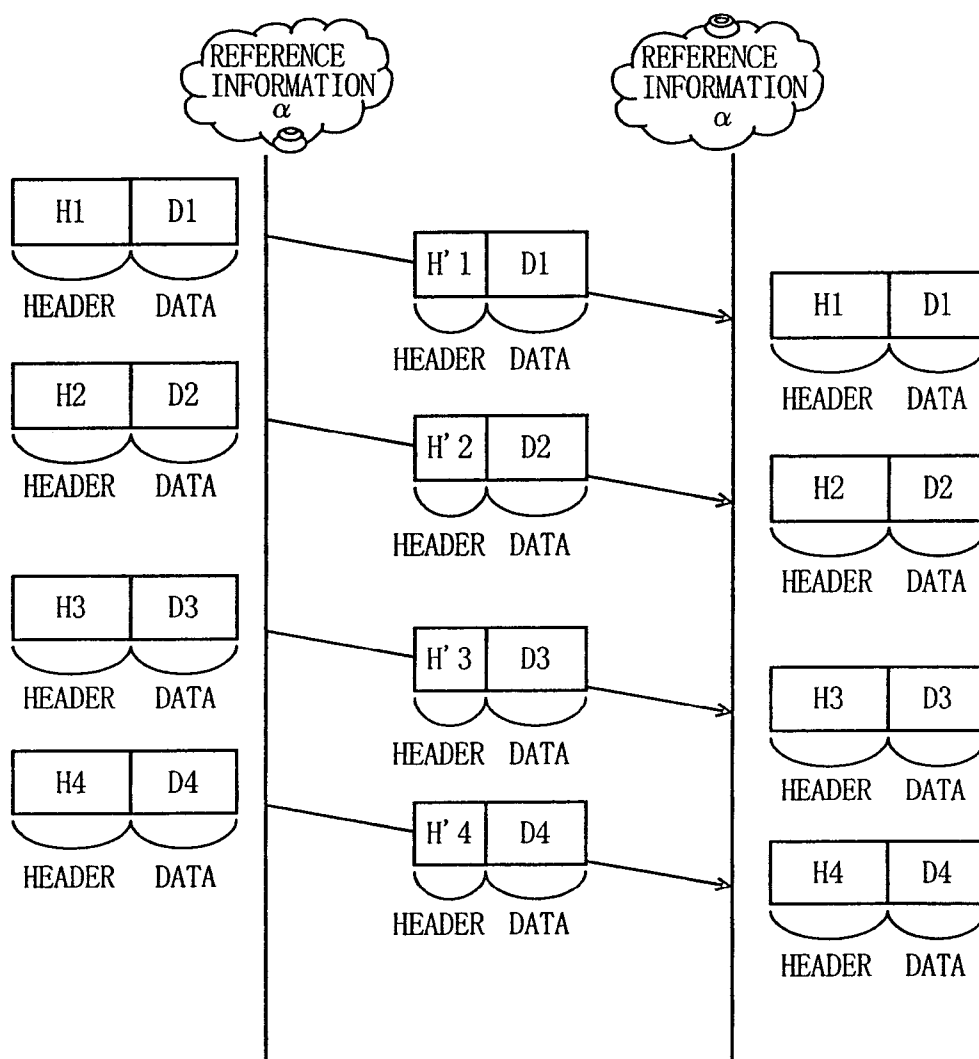 REFERENCE
INFORMATION
α
REFERENCE
INFORMATION
α
H1 D1
HEADER DATA
H'1 D1
HEADER DATA
H1 D1
HEADER DATA
H2 D2
HEADER DATA
H'2 D2
HEADER DATA
H2 D2
HEADER DATA
H3 D3
HEADER DATA
H'3 D3
HEADER DATA
H3 D3
HEADER DATA
H4 D4
HEADER DATA
H'4 D4
HEADER DATA
H4 D4
HEADER DATA